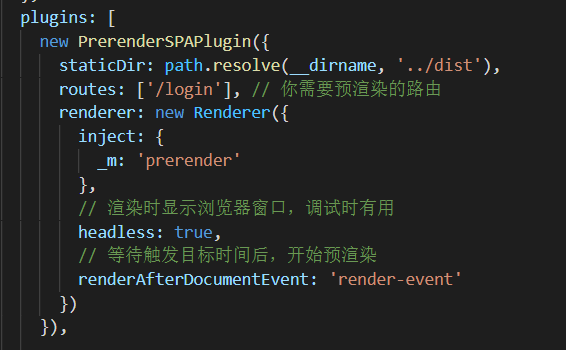 plugins: [
new PrerenderSPAPlugin({
staticDir: path.resolve(__dirname, '../dist'),
routes: ['/login'], // 你需要预渲染的路由
renderer: new Renderer({
inject: {
_m: 'prerender'
},
// 渲染时显示浏览器窗口，调试时有用
headless: true,
// 等待触发目标时间后，开始预渲染
renderAfterDocumentEvent: 'render-event'
})
}),